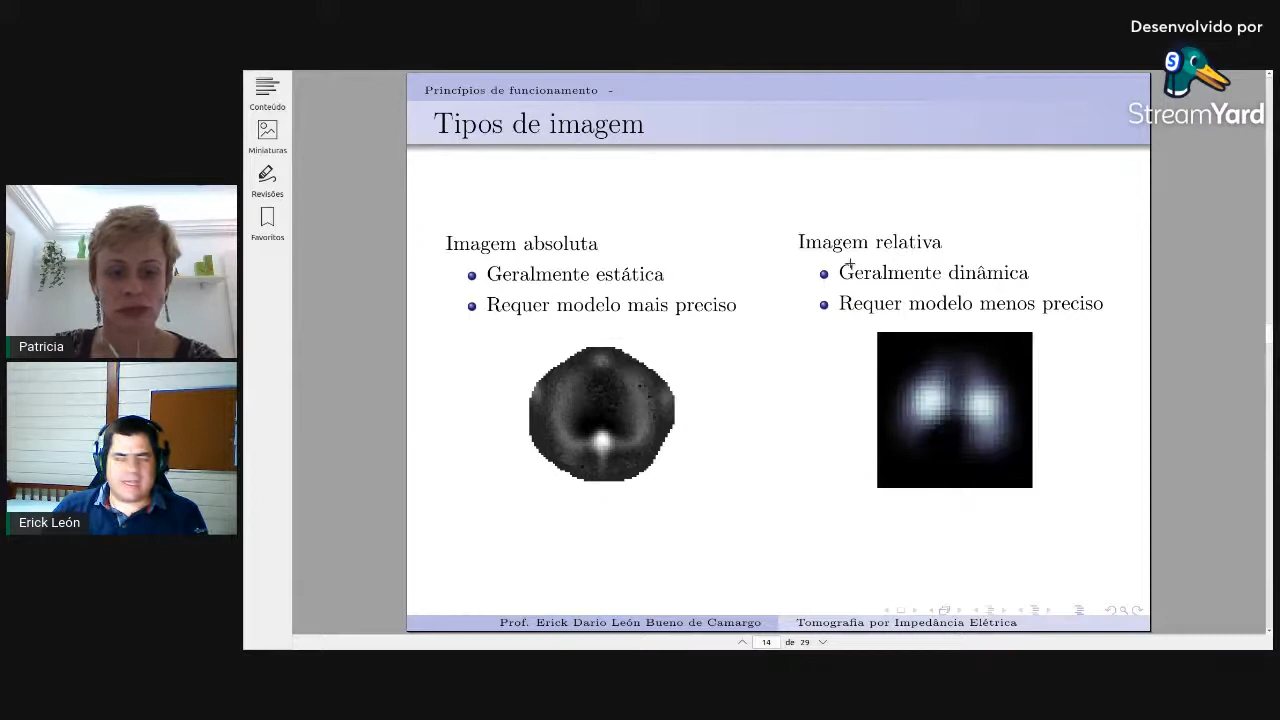 Desenvolvido por
StreamYard
Conteúdo
Miniaturas
Revisões
Favoritos
Princípios de funcionamento -
Tipos de imagem
Imagem absoluta
Geralmente estática
Requer modelo mais preciso
Imagem relativa
Geralmente dinâmica
Requer modelo menos preciso
Patricia
Erick León
Prof. Erick Dario León Bueno de Camargo
Tomografia por Impedância Elétrica
14 de 29